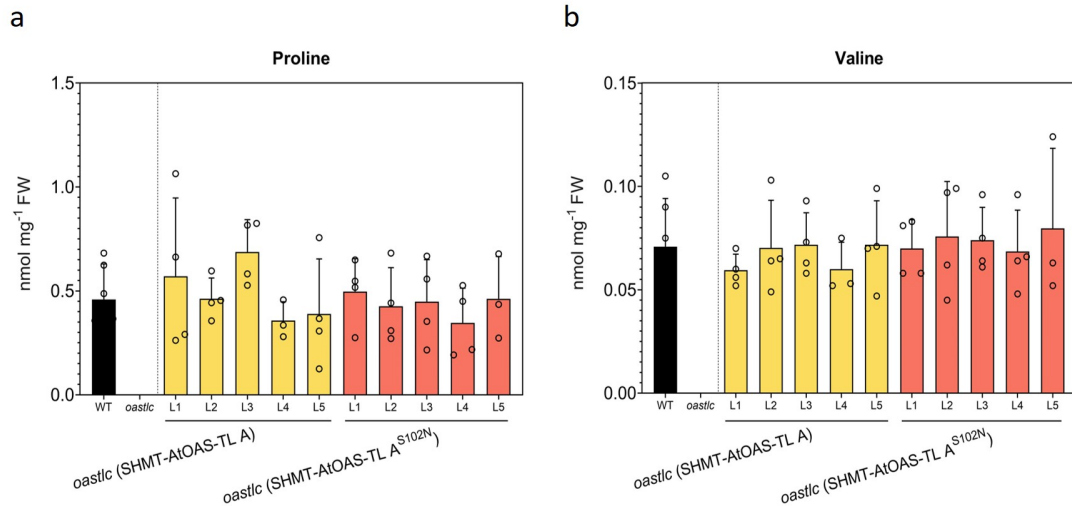 a
Proline
nmol mg⁻¹ FW
1.5
1.0
0.5
0.0
WT oastlc L1 L2 L3 L4 L5 L1 L2 L3 L4 L5
oastlc (SHMT-AtOAS-TL A)
oastlc (SHMT-AtOAS-TL A^S102N)
b
Valine
nmol mg⁻¹ FW
0.15
0.10
0.05
0.00
WT oastlc L1 L2 L3 L4 L5 L1 L2 L3 L4 L5
oastlc (SHMT-AtOAS-TL A)
oastlc (SHMT-AtOAS-TL A^S102N)